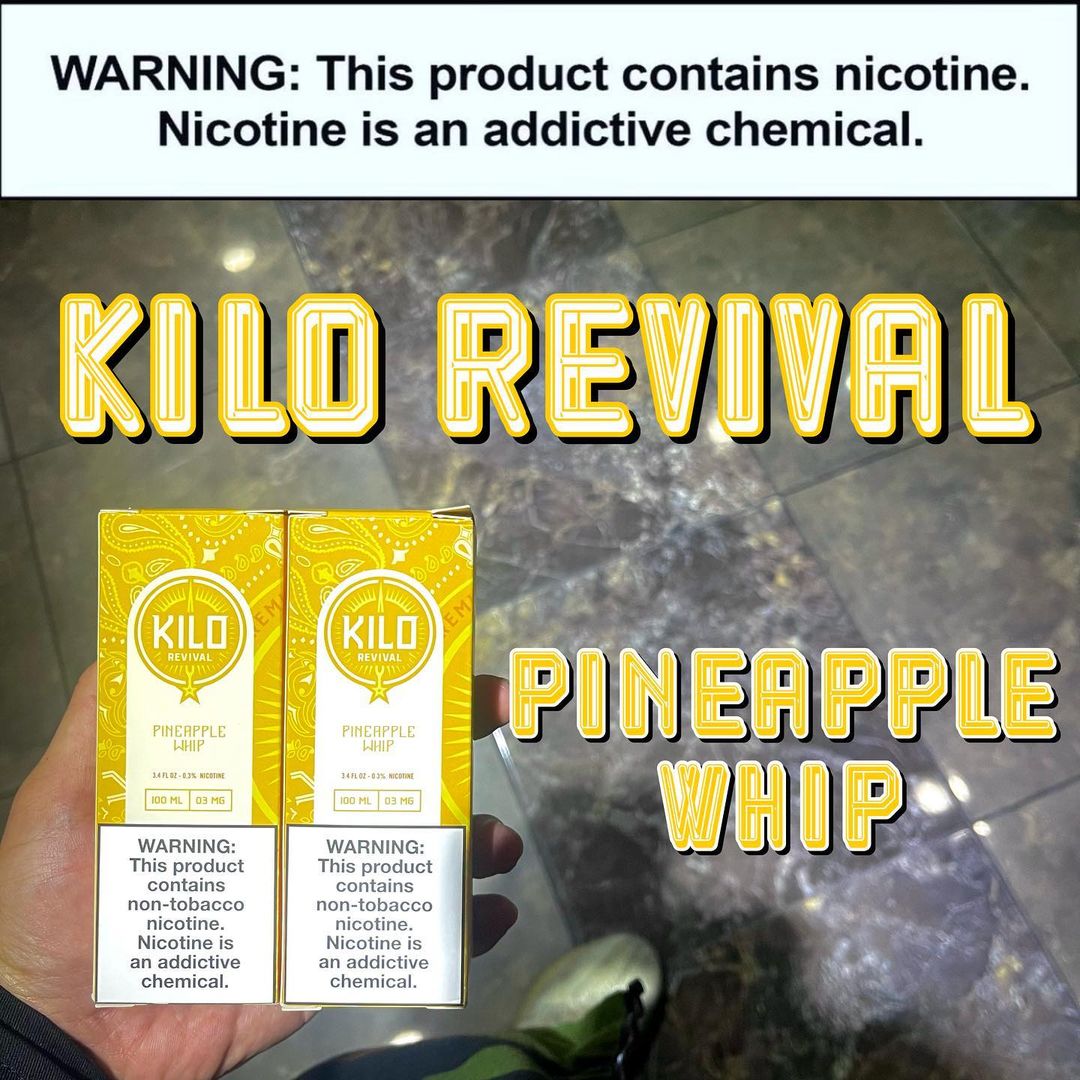 WARNING: This product contains nicotine.
Nicotine is an addictive chemical.
KILO REVIVAL
KILO
REVIVAL
PINEAPPLE
WHIP
3.4 FL OZ - 0.3% NICOTINE
100 ML 03 MG
WARNING:
This product
contains
non-tobacco
nicotine.
Nicotine is
an addictive
chemical.
KILO
REVIVAL
PINEAPPLE
WHIP
3.4 FL OZ - 0.3% NICOTINE
100 ML 03 MG
WARNING:
This product
contains
non-tobacco
nicotine.
Nicotine is
an addictive
chemical.
PINEAPPLE
WHIP